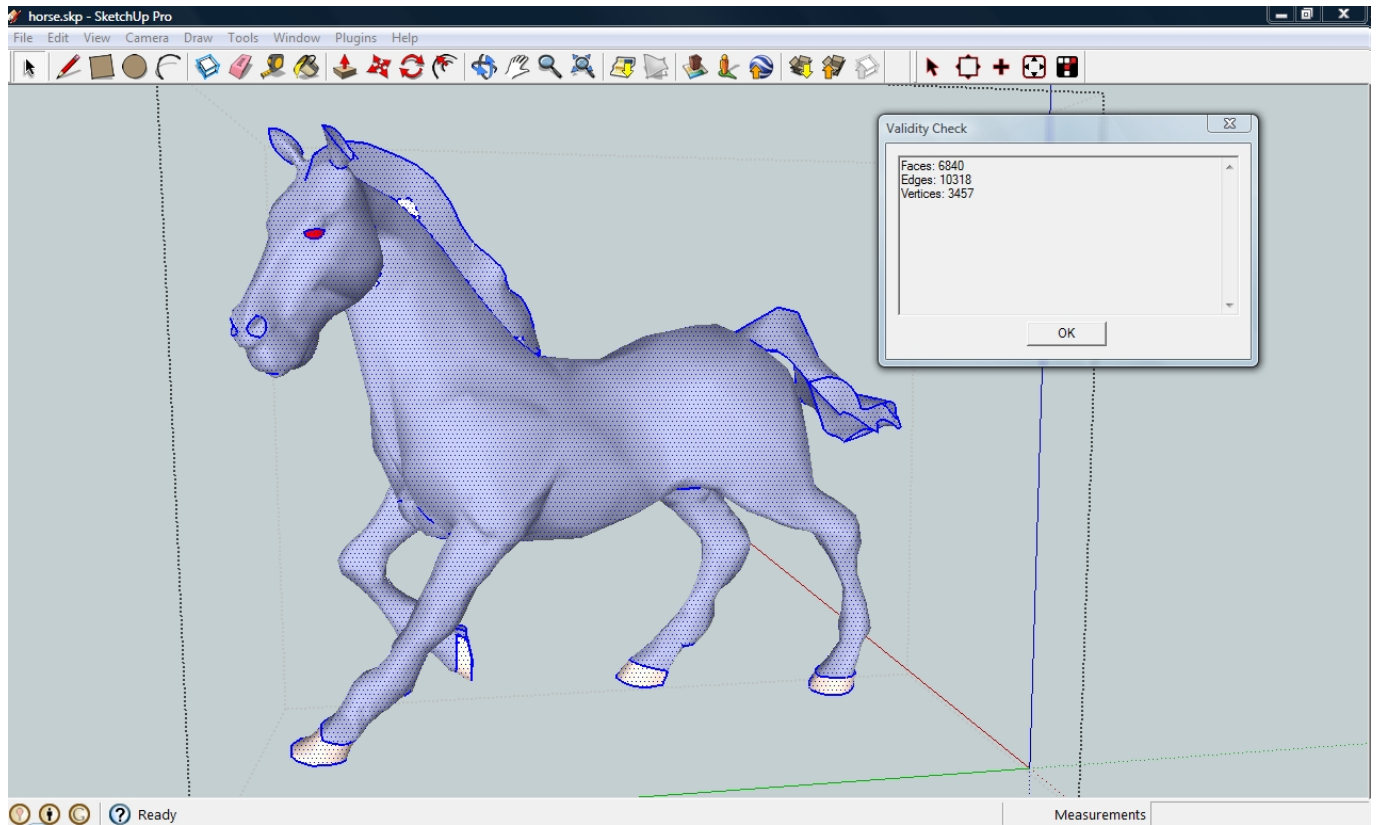 horse.skp - SketchUp Pro
File Edit View Camera Draw Tools Window Plugins Help
Validity Check
Faces: 6840
Edges: 10318
Vertices: 3457
OK
Ready
Measurements